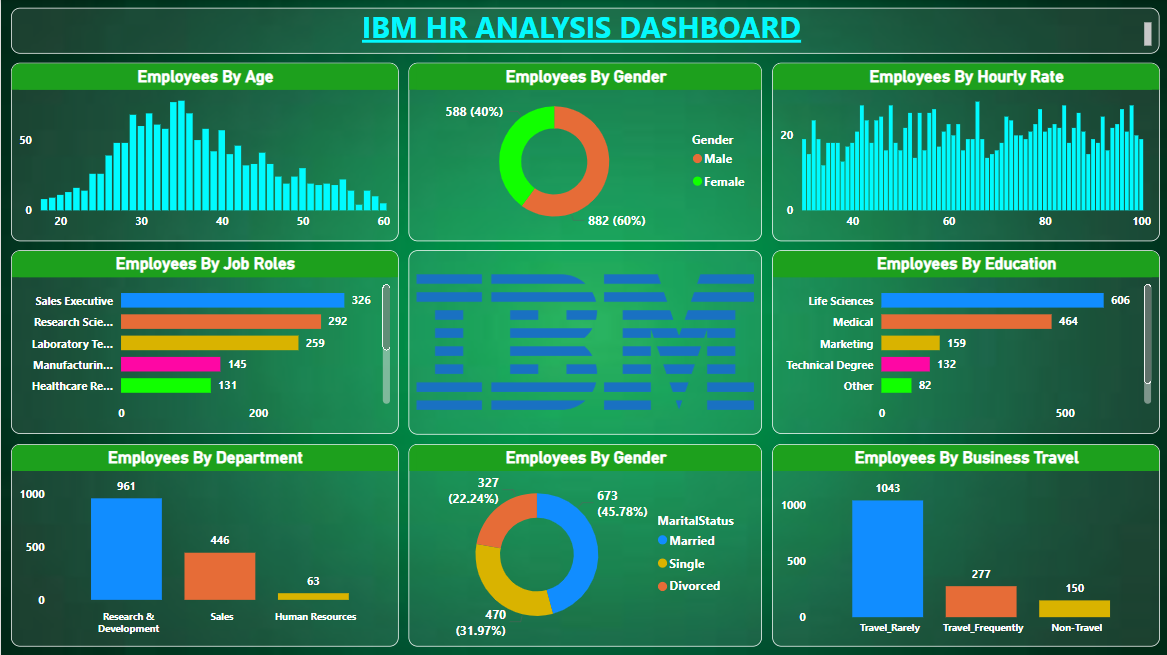 IBM HR ANALYSIS DASHBOARD
Employees By Age
50
0
20 30 40 50 60
Employees By Gender
588 (40%)
882 (60%)
Gender
Male
Female
Employees By Hourly Rate
20
0
40 60 80 100
Employees By Job Roles
Sales Executive 326
Research Scie... 292
Laboratory Te... 259
Manufacturin... 145
Healthcare Re... 131
0 200
IBM
Employees By Education
Life Sciences 606
Medical 464
Marketing 159
Technical Degree 132
Other 82
0 500
Employees By Department
1000
500
0
961
446
63
Research &
Development
Sales
Human Resources
Employees By Gender
327
(22.24%)
673
(45.78%)
470
(31.97%)
MaritalStatus
Married
Single
Divorced
Employees By Business Travel
1000
500
0
1043
277
150
Travel_Rarely
Travel_Frequently
Non-Travel